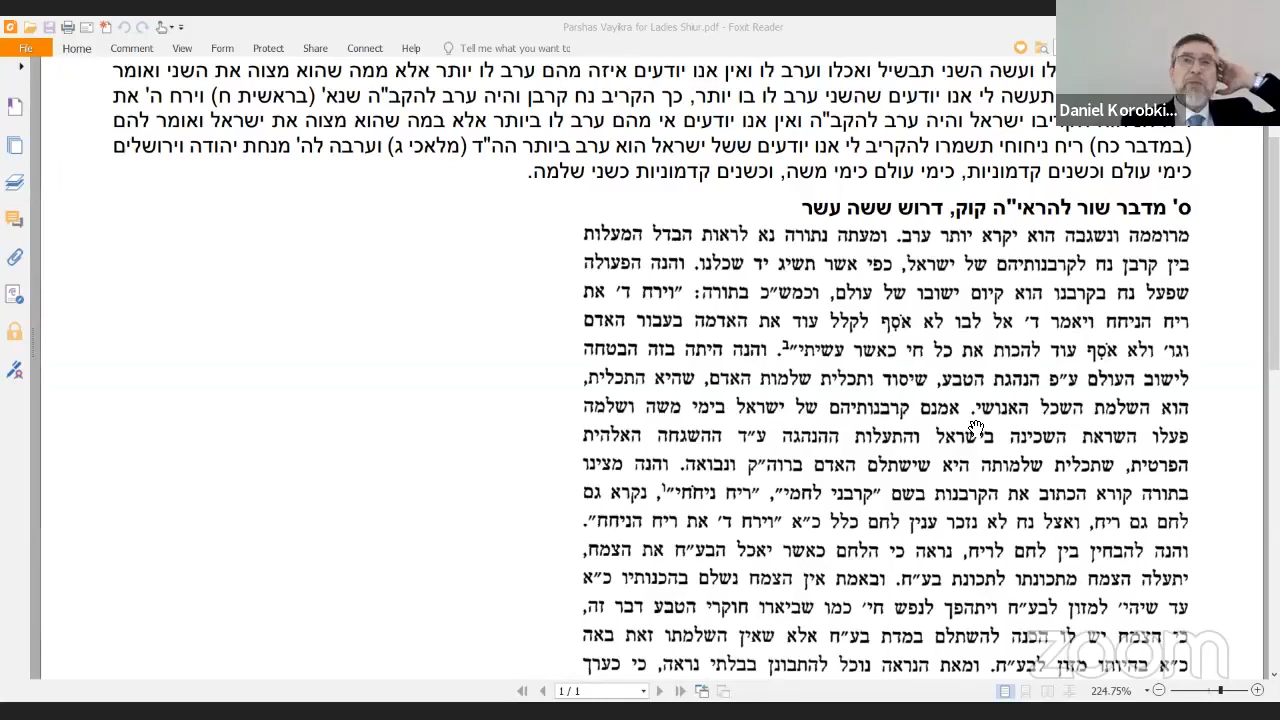 Parshas Vayikra for Ladies Shiur.pdf - Foxit Reader
File Home Comment View Form Protect Share Connect Help Tell me what you want to
Daniel Korobki...
לו ועשה השני תבשיל ואכלו וערב לו ואין אנו יודעים איזה מהם ערב לו יותר אלא ממה שהוא מצוה את השני ואומר
תעשה לי אנו יודעים שהשני ערב לו בו יותר, כך הקריב נח קרבן והיה ערב להקב"ה שנא' (בראשית ח) וירח ה' את
ישראל והיה ערב להקב"ה ואין אנו יודעים אי מהם ערב לו ביותר אלא במה שהוא מצוה את ישראל ואומר להם
(במדבר כח) ריח ניחוחי תשמרו להקריב לי אנו יודעים ששל ישראל הוא ערב ביותר הה"ד (מלאכי ג) וערבה לה' מנחת יהודה וירושלים
כימי עולם וכשנים קדמוניות, כימי עולם כימי משה, וכשנים קדמוניות כשני שלמה.
ס' מדבר שור להראי"ה קוק, דרוש ששה עשר
מרוממה ונשגבה הוא יקרא יותר ערב. ומעתה נתורה נא לראות הבדל המעלות
בין קרבן נח לקרבנותיהם של ישראל, כפי אשר תשיג יד שכלנו. והנה הפעולה
שפעל נח בקרבנו הוא קיום ישובו של עולם, וכמש״כ בתורה: ״וירח ד׳ את
ריח הניחח ויאמר ד׳ אל לבו לא אֹסִף לקלל עוד את האדמה בעבור האדם
וגו׳ ולא אֹסִף עוד להכות את כל חי כאשר עשיתי״ב. והנה היתה בזה הבטחה
לישוב העולם ע״פ הנהגת הטבע, שיסוד ותכלית שלמות האדם, שהיא התכלית,
הוא השלמת השכל האנושי. אמנם קרבנותיהם של ישראל בימי משה ושלמה
פעלו השראת השכינה בישראל והתעלות ההנהגה ע״ד ההשגחה האלהית
הפרטית, שתכלית שלמותה היא שישתלם האדם ברוה״ק ונבואה. והנה מצינו
בתורה קורא הכתוב את הקרבנות בשם ״קרבני לחמי״, ״ריח ניחֹחי״י, נקרא גם
לחם גם ריח, ואצל נח לא נזכר ענין לחם כלל כ״א ״וירח ד׳ את ריח הניחח״.
והנה להבחין בין לחם לריח, נראה כי הלחם כאשר יאכל הבע״ח את הצמח,
יתעלה הצמח מתכונתו לתכונת בע״ח. ובאמת אין הצמח נשלם בהכנותיו כ״א
עד שיהי׳ למזון לבע״ח ויתהפך לנפש חי׳ כמו שביארו חוקרי הטבע דבר זה,
כי הצמח יש לו הכנה להשתלם במדת בע״ח אלא שאין השלמתו זאת באה
כ״א בהיותו מזון לבע״ח. ומאת הנראה נוכל להתבונן בבלתי נראה, כי כערך
zoom
1 / 1
224.75%